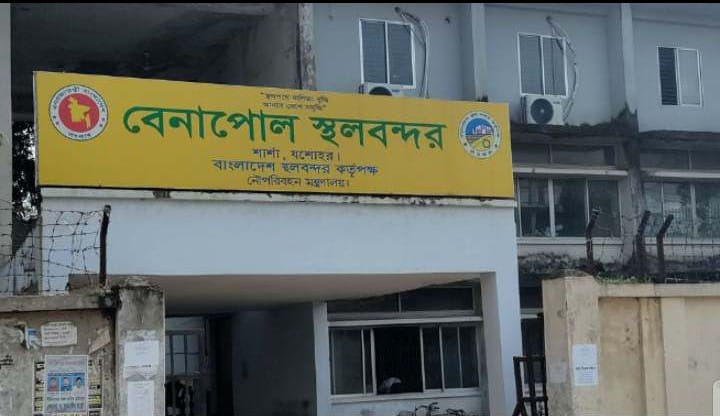 "স্থলপথে বাণিজ্য বৃদ্ধি
আনবে দেশে সমৃদ্ধি"
বেনাপোল স্থলবন্দর
শার্শা, যশোহর।
বাংলাদেশ স্থলবন্দর কর্তৃপক্ষ
নৌপরিবহন মন্ত্রণালয়।